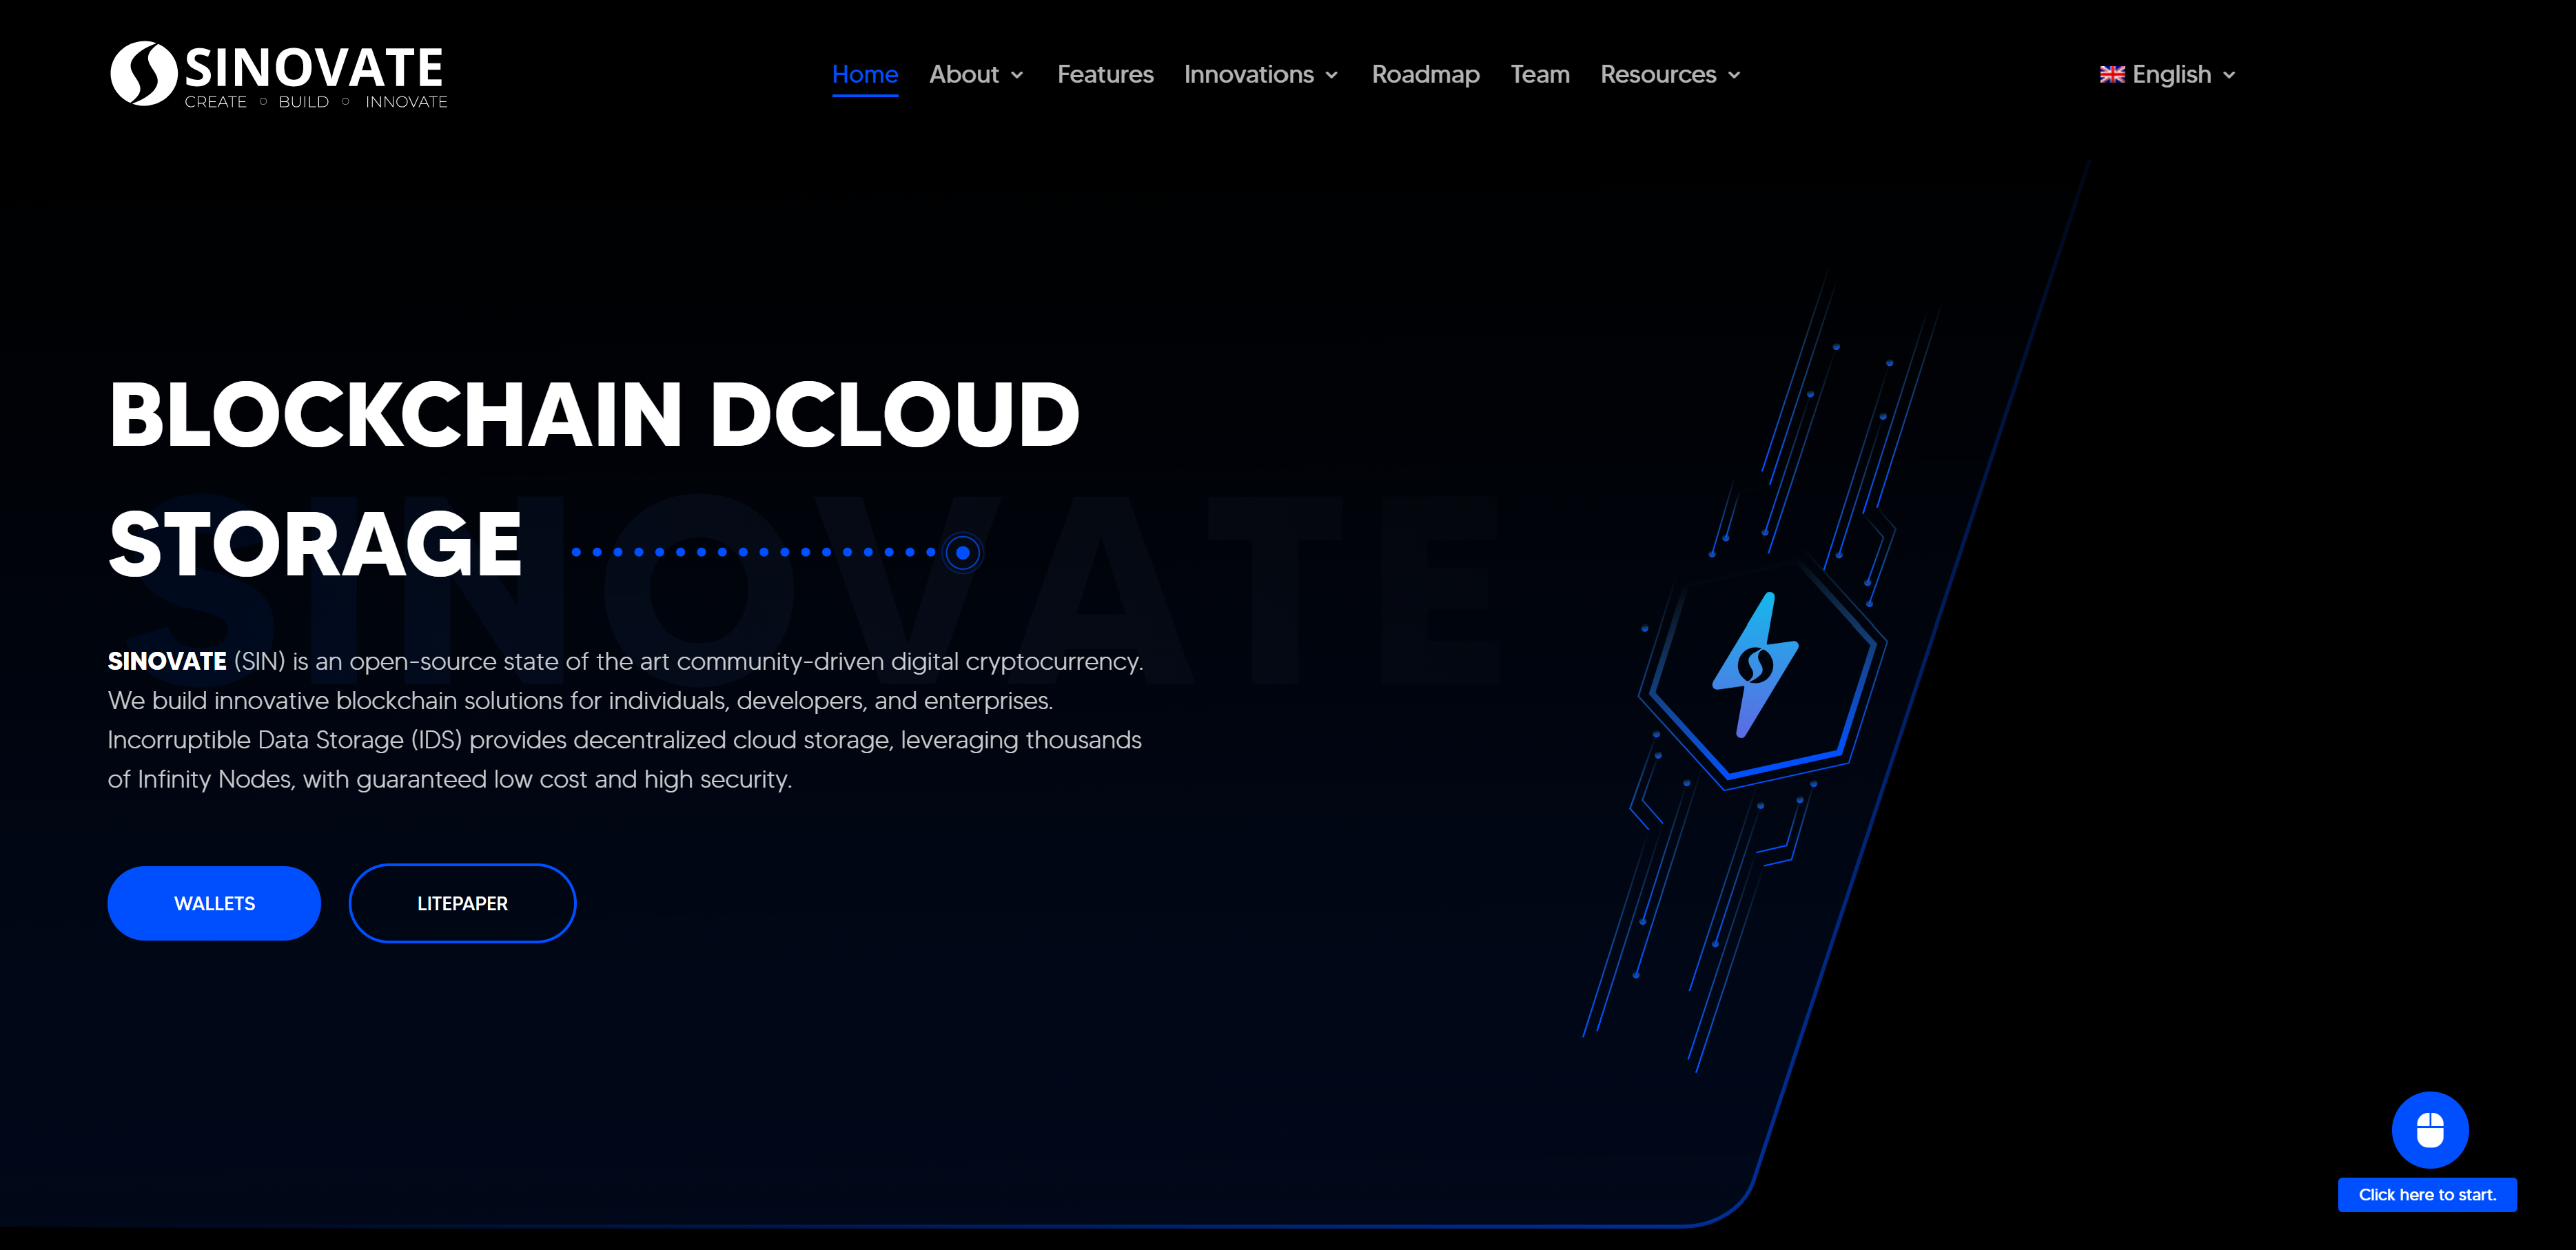 SINOVATE
CREATE ○ BUILD ○ INNOVATE
Home About Features Innovations Roadmap Team Resources English
BLOCKCHAIN DCLOUD
STORAGE
SINOVATE
SINOVATE (SIN) is an open-source state of the art community-driven digital cryptocurrency.
We build innovative blockchain solutions for individuals, developers, and enterprises.
Incorruptible Data Storage (IDS) provides decentralized cloud storage, leveraging thousands
of Infinity Nodes, with guaranteed low cost and high security.
WALLETS LITEPAPER
Click here to start.